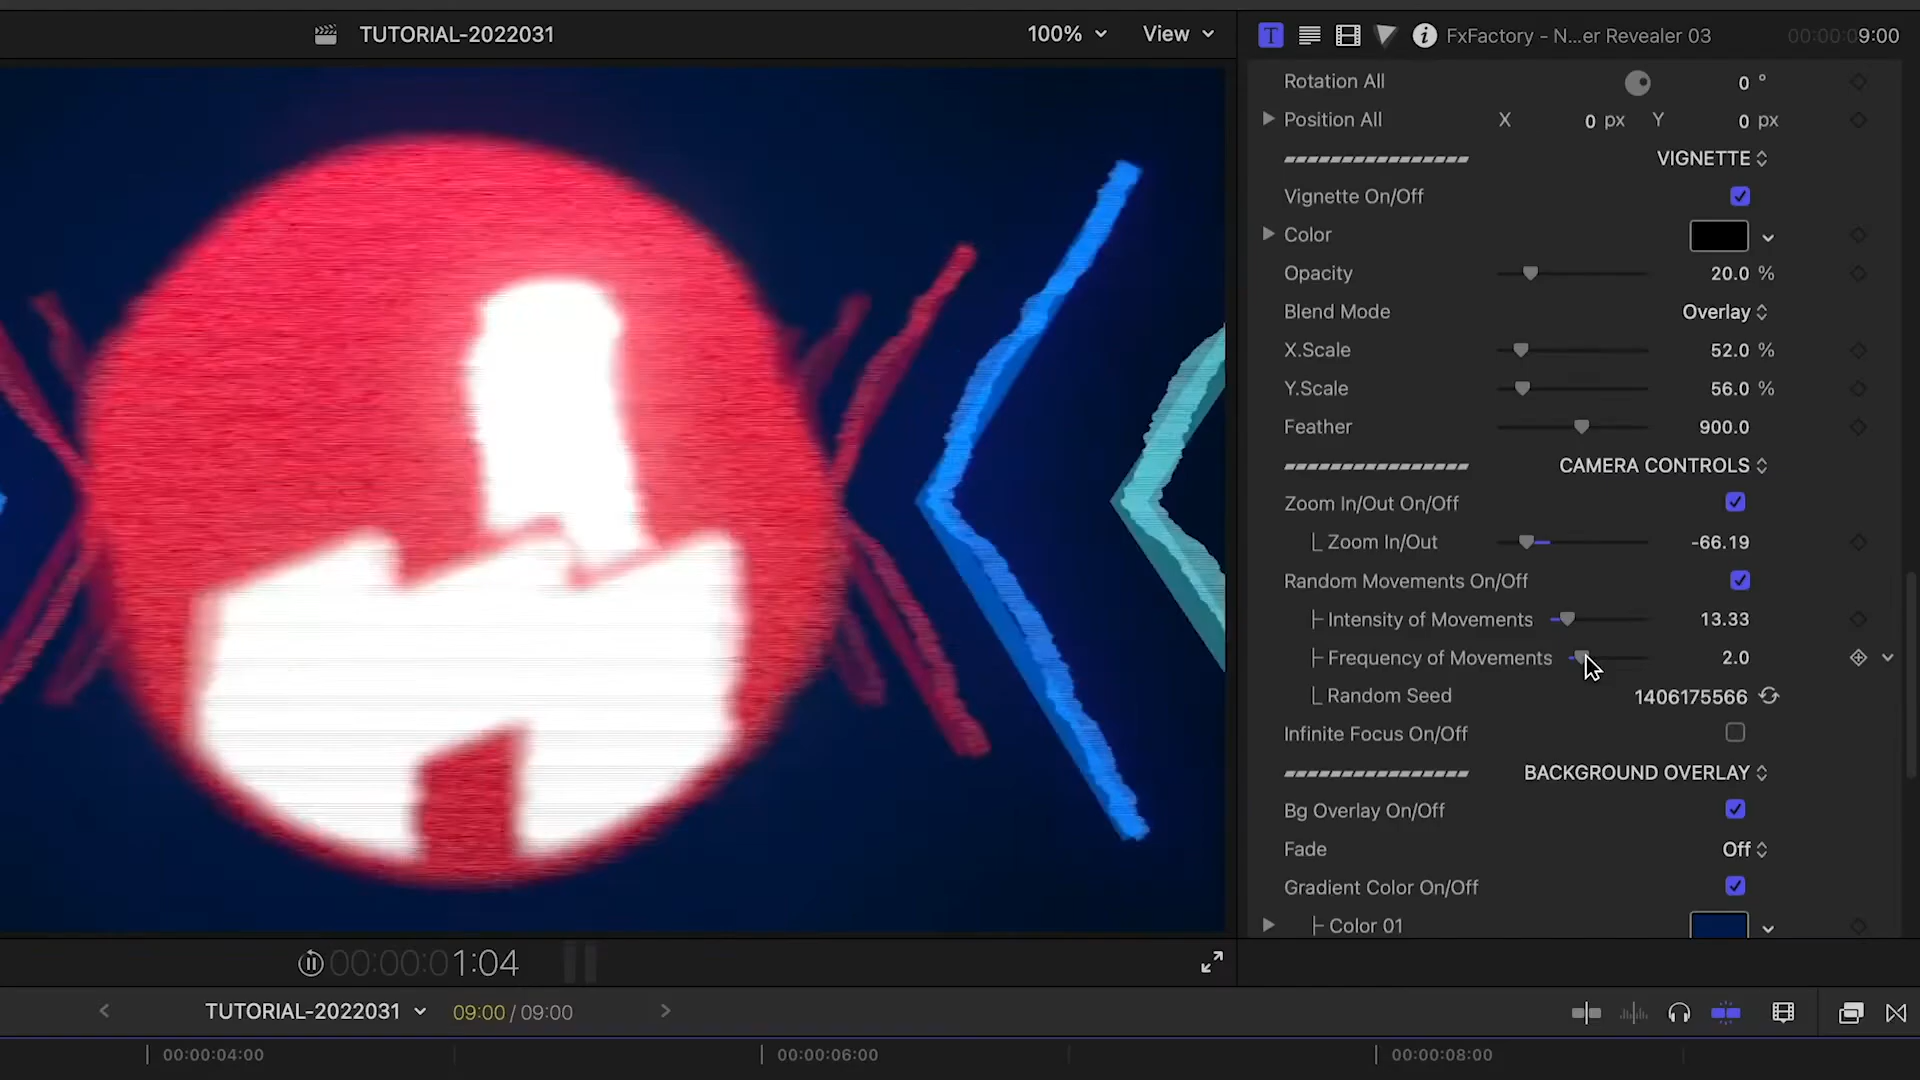 TUTORIAL-2022031
100% View
FxFactory - N...er Revealer 03 00:00:09:00
Rotation All 0 °
Position All X 0 px Y 0 px
VIGNETTE
Vignette On/Off
Color
Opacity 20.0 %
Blend Mode Overlay
X.Scale 52.0 %
Y.Scale 56.0 %
Feather 900.0
CAMERA CONTROLS
Zoom In/Out On/Off
Zoom In/Out -66.19
Random Movements On/Off
Intensity of Movements 13.33
Frequency of Movements 2.0
Random Seed 1406175566
Infinite Focus On/Off
BACKGROUND OVERLAY
Bg Overlay On/Off
Fade Off
Gradient Color On/Off
Color 01
00:00:01:04
TUTORIAL-2022031 09:00 / 09:00
00:00:04:00 00:00:06:00 00:00:08:00